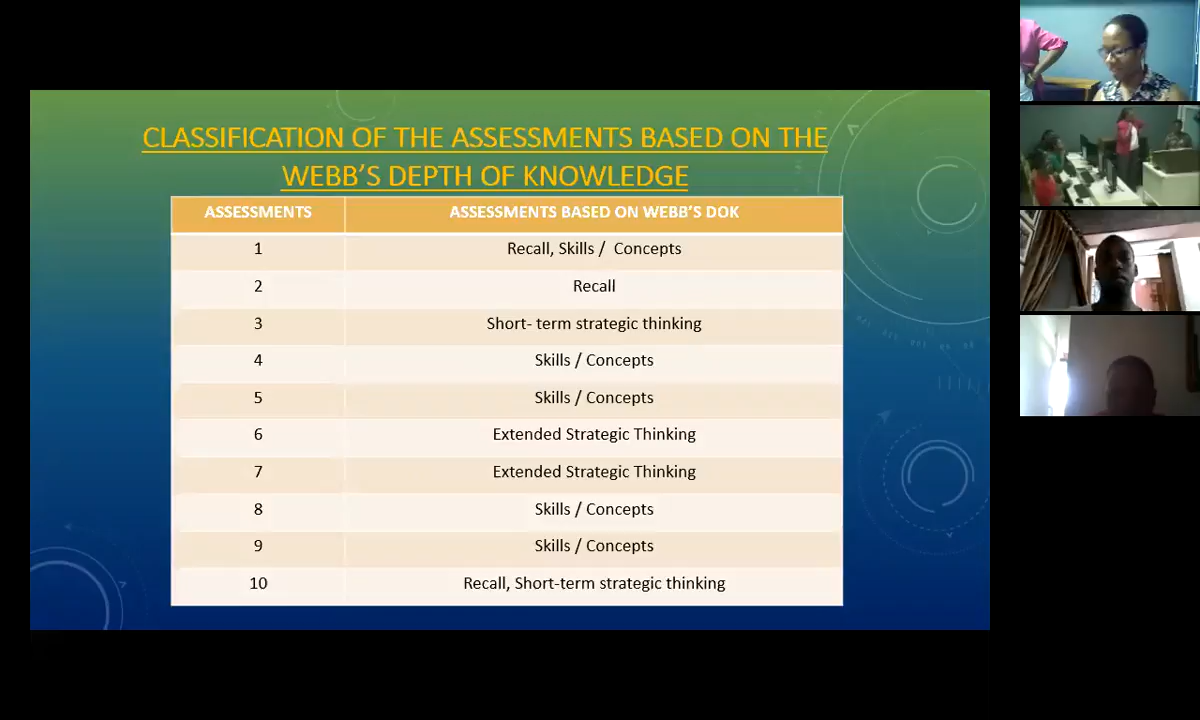 CLASSIFICATION OF THE ASSESSMENTS BASED ON THE
WEBB'S DEPTH OF KNOWLEDGE
ASSESSMENTS ASSESSMENTS BASED ON WEBB'S DOK
1 Recall, Skills / Concepts
2 Recall
3 Short- term strategic thinking
4 Skills / Concepts
5 Skills / Concepts
6 Extended Strategic Thinking
7 Extended Strategic Thinking
8 Skills / Concepts
9 Skills / Concepts
10 Recall, Short-term strategic thinking